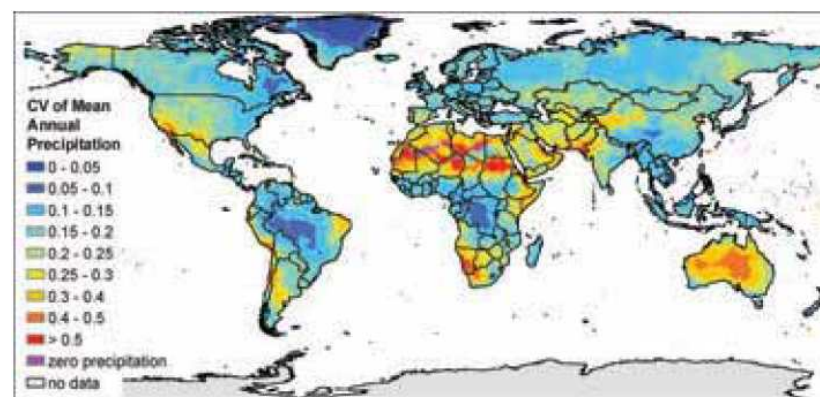 CV of Mean
Annual
Precipitation
0 - 0.05
0.05 - 0.1
0.1 - 0.15
0.15 - 0.2
0.2 - 0.25
0.25 - 0.3
0.3 - 0.4
0.4 - 0.5
> 0.5
zero precipitation
no data